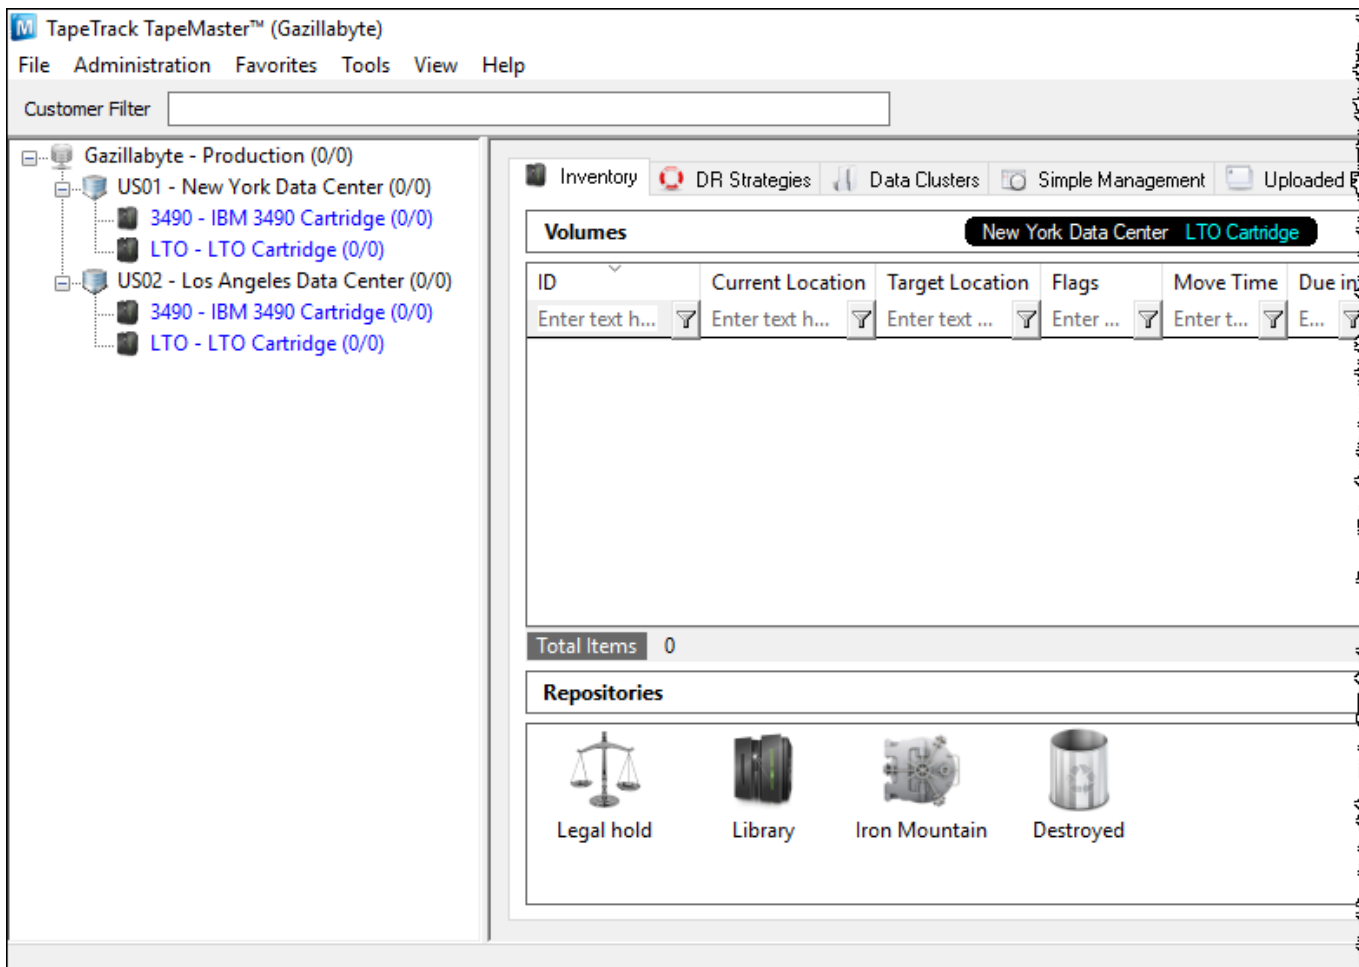 TapeTrack TapeMaster™ (Gazillabyte)
File Administration Favorites Tools View Help
Customer Filter
Gazillabyte - Production (0/0)
US01 - New York Data Center (0/0)
3490 - IBM 3490 Cartridge (0/0)
LTO - LTO Cartridge (0/0)
US02 - Los Angeles Data Center (0/0)
3490 - IBM 3490 Cartridge (0/0)
LTO - LTO Cartridge (0/0)
Inventory DR Strategies Data Clusters Simple Management Uploaded
Volumes New York Data Center LTO Cartridge
ID Current Location Target Location Flags Move Time Due in
Enter text h... Enter text h... Enter text ... Enter ... Enter t... E...
Total Items 0
Repositories
Legal hold Library Iron Mountain Destroyed